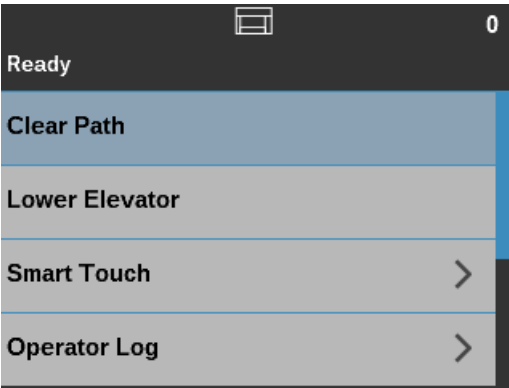 0
Ready
Clear Path
Lower Elevator
Smart Touch
Operator Log